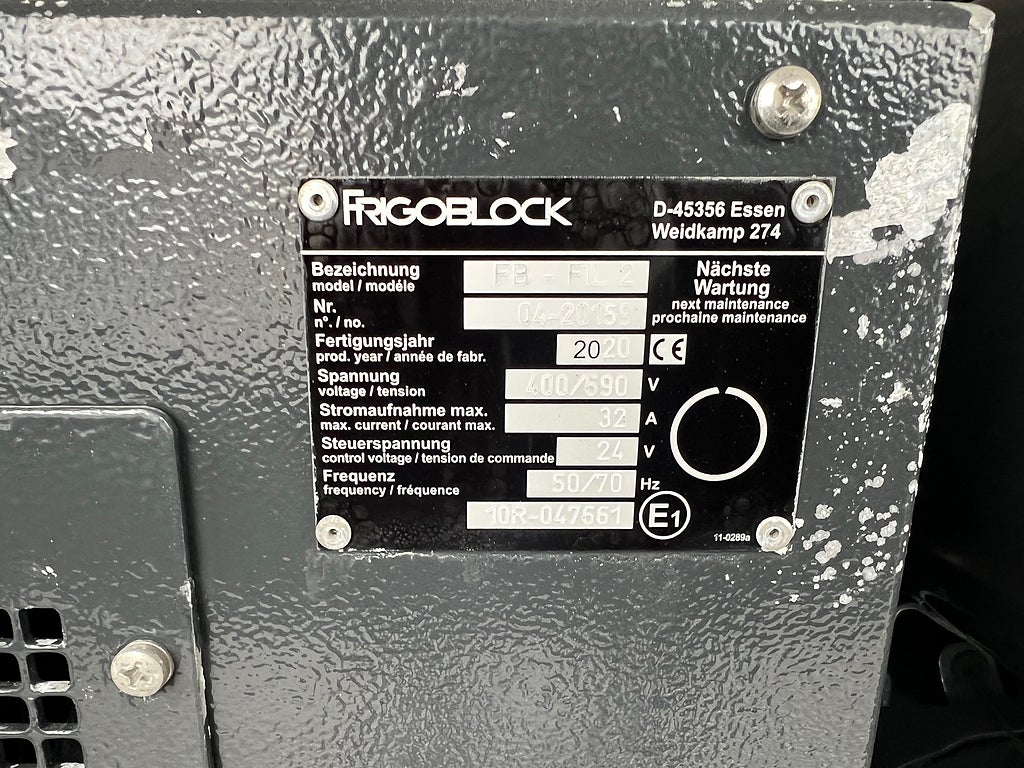 FRIGOBLOCK
D-45356 Essen
Weidkamp 274
Bezeichnung
model / modéle
FB - FIL 2
Nr.
n°. / no.
04-20159
Fertigungsjahr
prod. year / année de fabr.
2020
CE
Spannung
voltage / tension
400/690 V
Stromaufnahme max.
max. current / courant max.
32 A
Steuerspannung
control voltage / tension de commande
24 V
Frequenz
frequency / fréquence
50/70 Hz
10R-047661
E1
Nächste
Wartung
next maintenance
prochaine maintenance
11-0289a